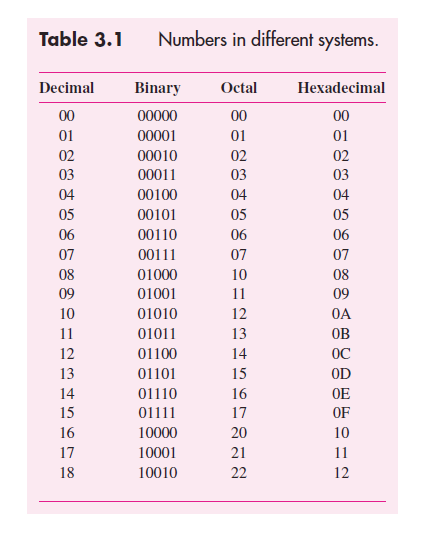 Table 3.1 Numbers in different systems.
Decimal Binary Octal Hexadecimal
00 00000 00 00
01 00001 01 01
02 00010 02 02
03 00011 03 03
04 00100 04 04
05 00101 05 05
06 00110 06 06
07 00111 07 07
08 01000 10 08
09 01001 11 09
10 01010 12 0A
11 01011 13 0B
12 01100 14 0C
13 01101 15 0D
14 01110 16 0E
15 01111 17 0F
16 10000 20 10
17 10001 21 11
18 10010 22 12